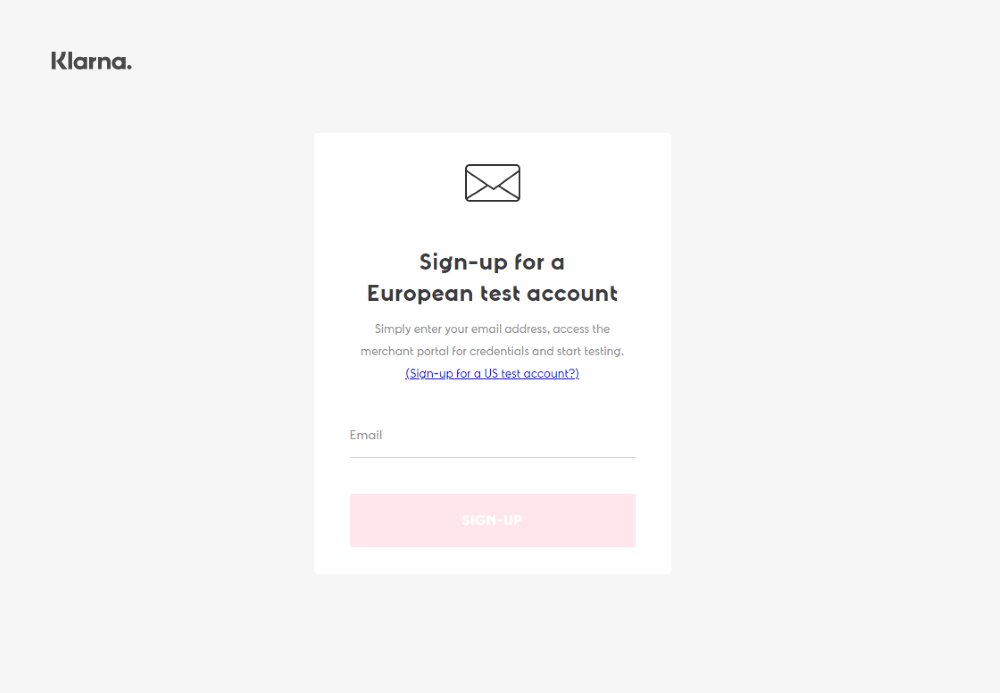 Klarna.
Sign-up for a
European test account
Simply enter your email address, access the
merchant portal for credentials and start testing.
(Sign-up for a US test account?)
Email
SIGN-UP